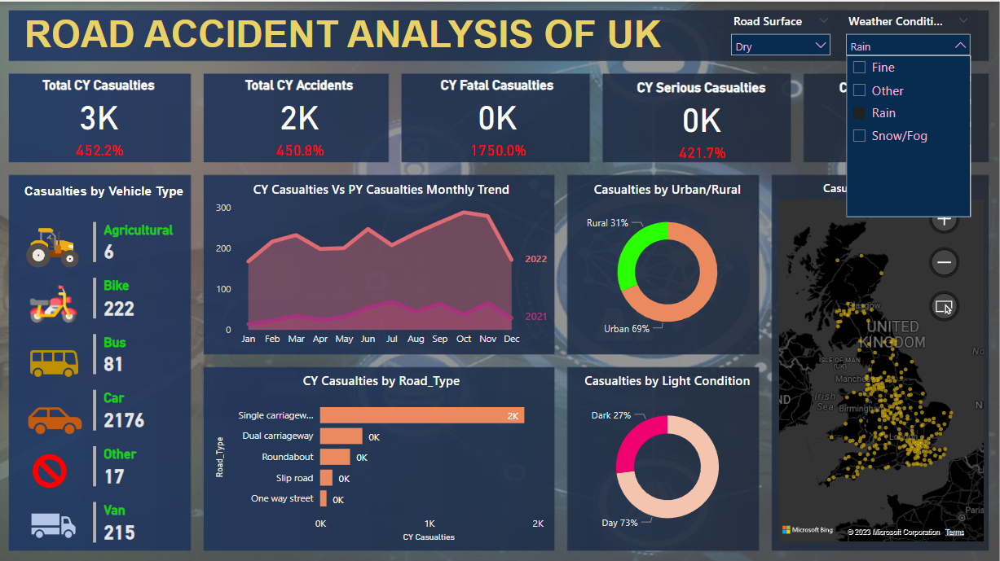 ROAD ACCIDENT ANALYSIS OF UK
Road Surface
Weather Conditi...
Dry
Rain
Fine
Other
Rain
Snow/Fog
Total CY Casualties
3K
452.2%
Total CY Accidents
2K
450.8%
CY Fatal Casualties
0K
1750.0%
CY Serious Casualties
0K
421.7%
C
Casualties by Vehicle Type
Agricultural
6
Bike
222
Bus
81
Car
2176
Other
17
Van
215
CY Casualties Vs PY Casualties Monthly Trend
300
200
100
0
2022
2021
Jan Feb Mar Apr May Jun Jul Aug Sep Oct Nov Dec
Casualties by Urban/Rural
Rural 31%
Urban 69%
CY Casualties by Road_Type
Road_Type
Single carriagew... 2K
Dual carriageway 0K
Roundabout 0K
Slip road 0K
One way street 0K
0K 1K 2K
CY Casualties
Casualties by Light Condition
Dark 27%
Day 73%
Casu
+
Glasgow
UNITED
KINGDOM
No
ISLE OF MAN
(UK)
Manches
Irish
Sea
ND
Birmingh
N
Lond
Paris
Microsoft Bing
© 2023 Microsoft Corporation Terms